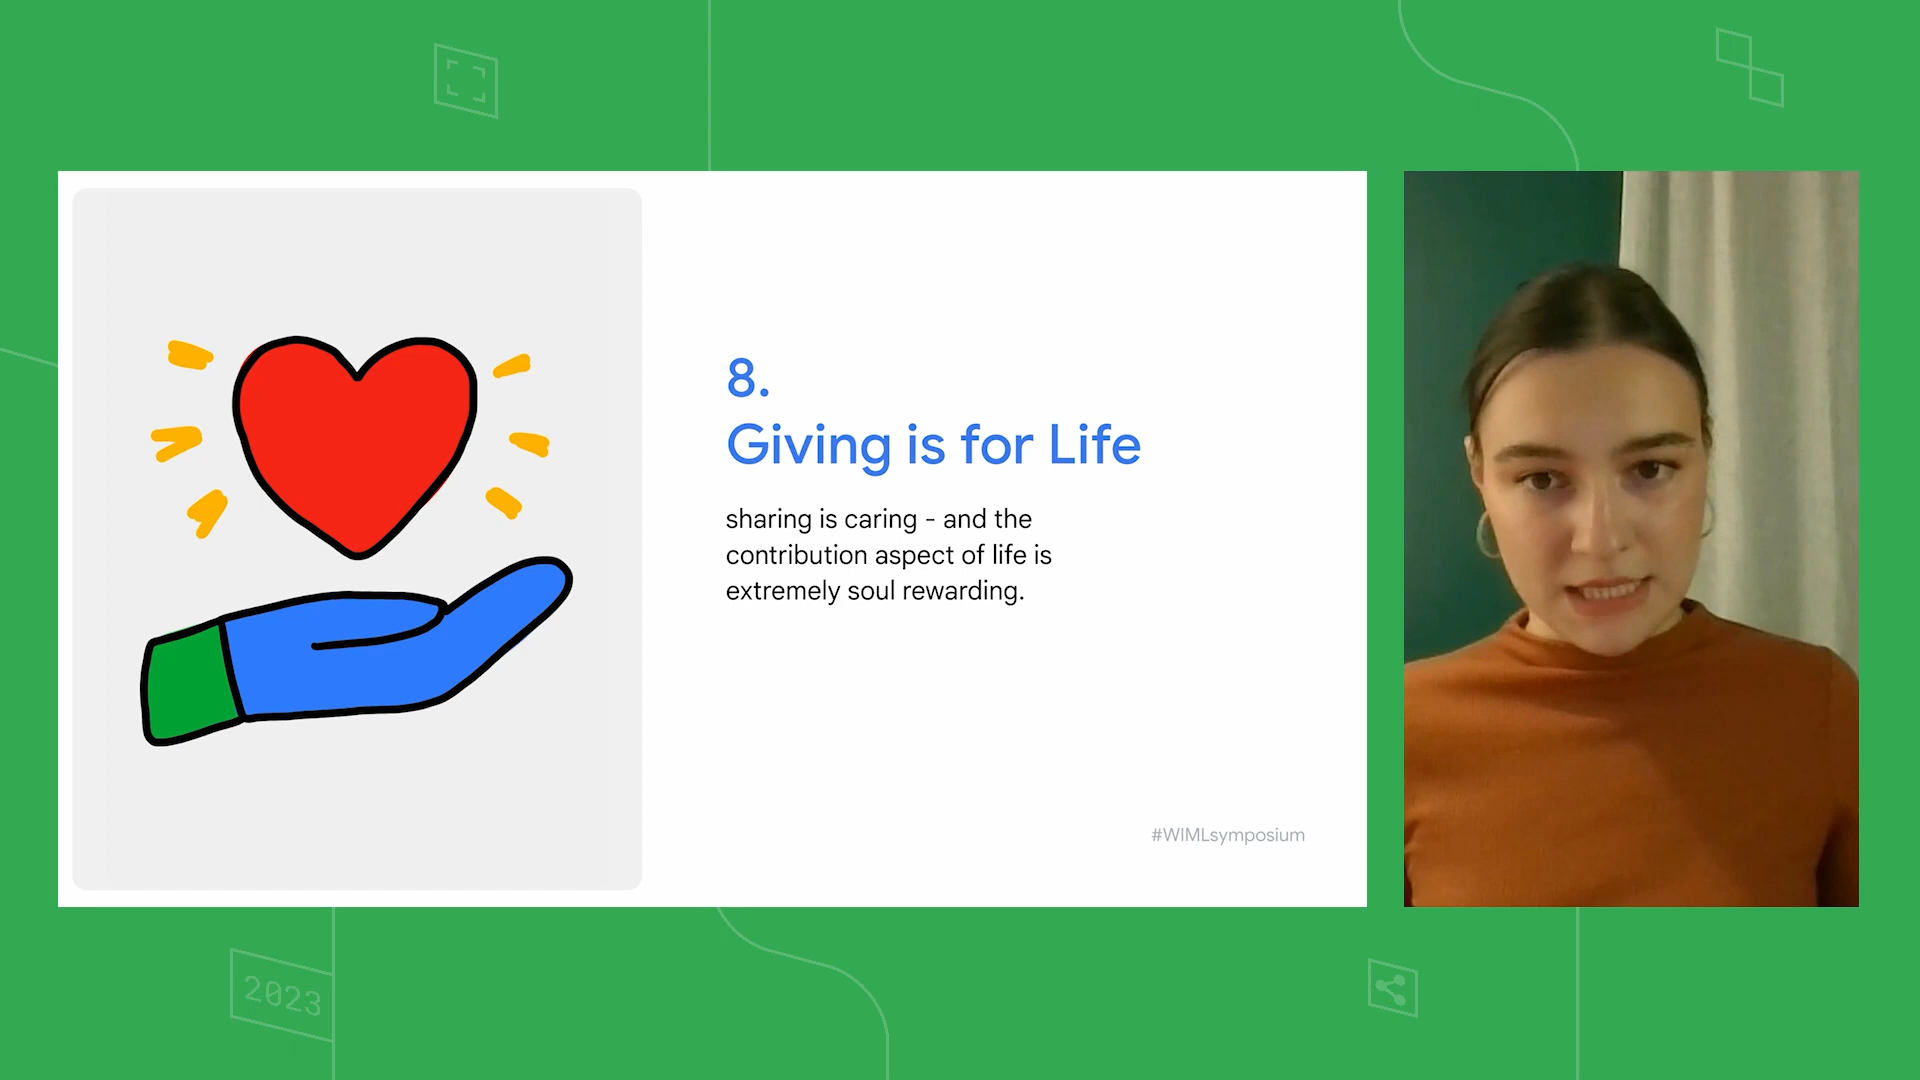 8.
Giving is for Life
sharing is caring - and the
contribution aspect of life is
extremely soul rewarding.
#WIMLsymposium
2023